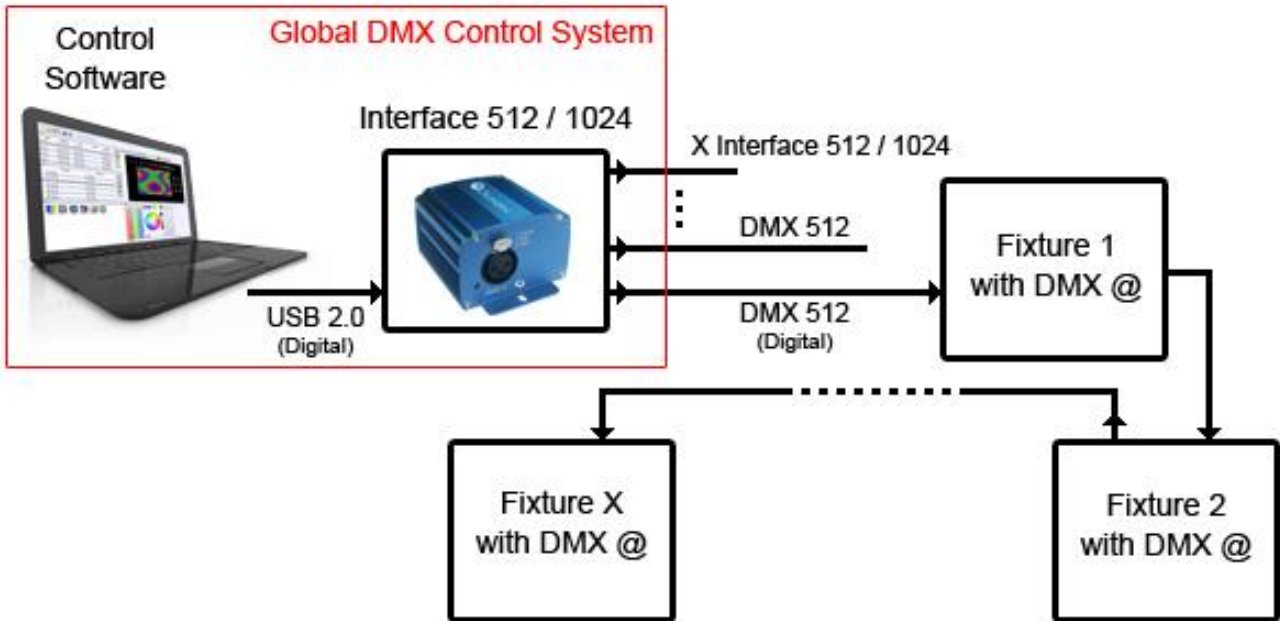 Global DMX Control System
Control
Software
Interface 512 / 1024
X Interface 512 / 1024
DMX 512
USB 2.0
(Digital)
DMX 512
(Digital)
Fixture 1
with DMX @
Fixture X
with DMX @
Fixture 2
with DMX @